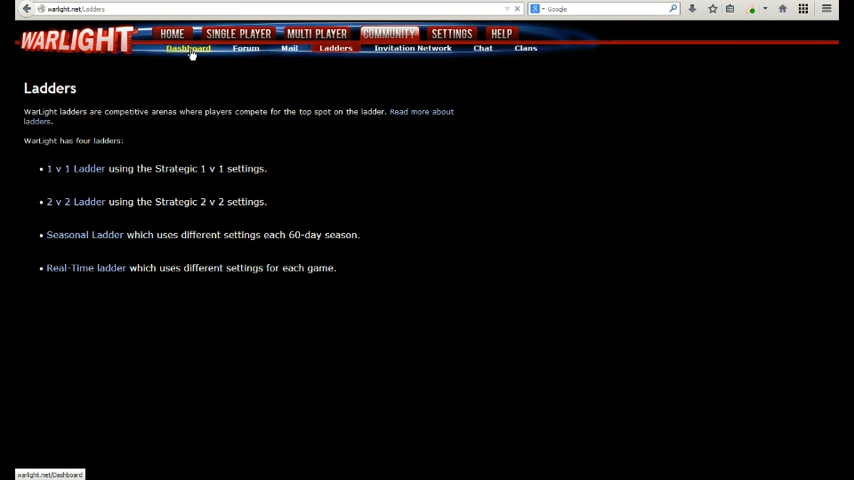 warlight.net/Ladders
Google
WARLIGHT
HOME SINGLE PLAYER MULTI PLAYER COMMUNITY SETTINGS HELP
Dashboard Forum Mail Ladders Invitation Network Chat Clans
Ladders
WarLight ladders are competitive arenas where players compete for the top spot on the ladder. Read more about
ladders.
WarLight has four ladders:
• 1 v 1 Ladder using the Strategic 1 v 1 settings.
• 2 v 2 Ladder using the Strategic 2 v 2 settings.
• Seasonal Ladder which uses different settings each 60-day season.
• Real-Time ladder which uses different settings for each game.
warlight.net/Dashboard